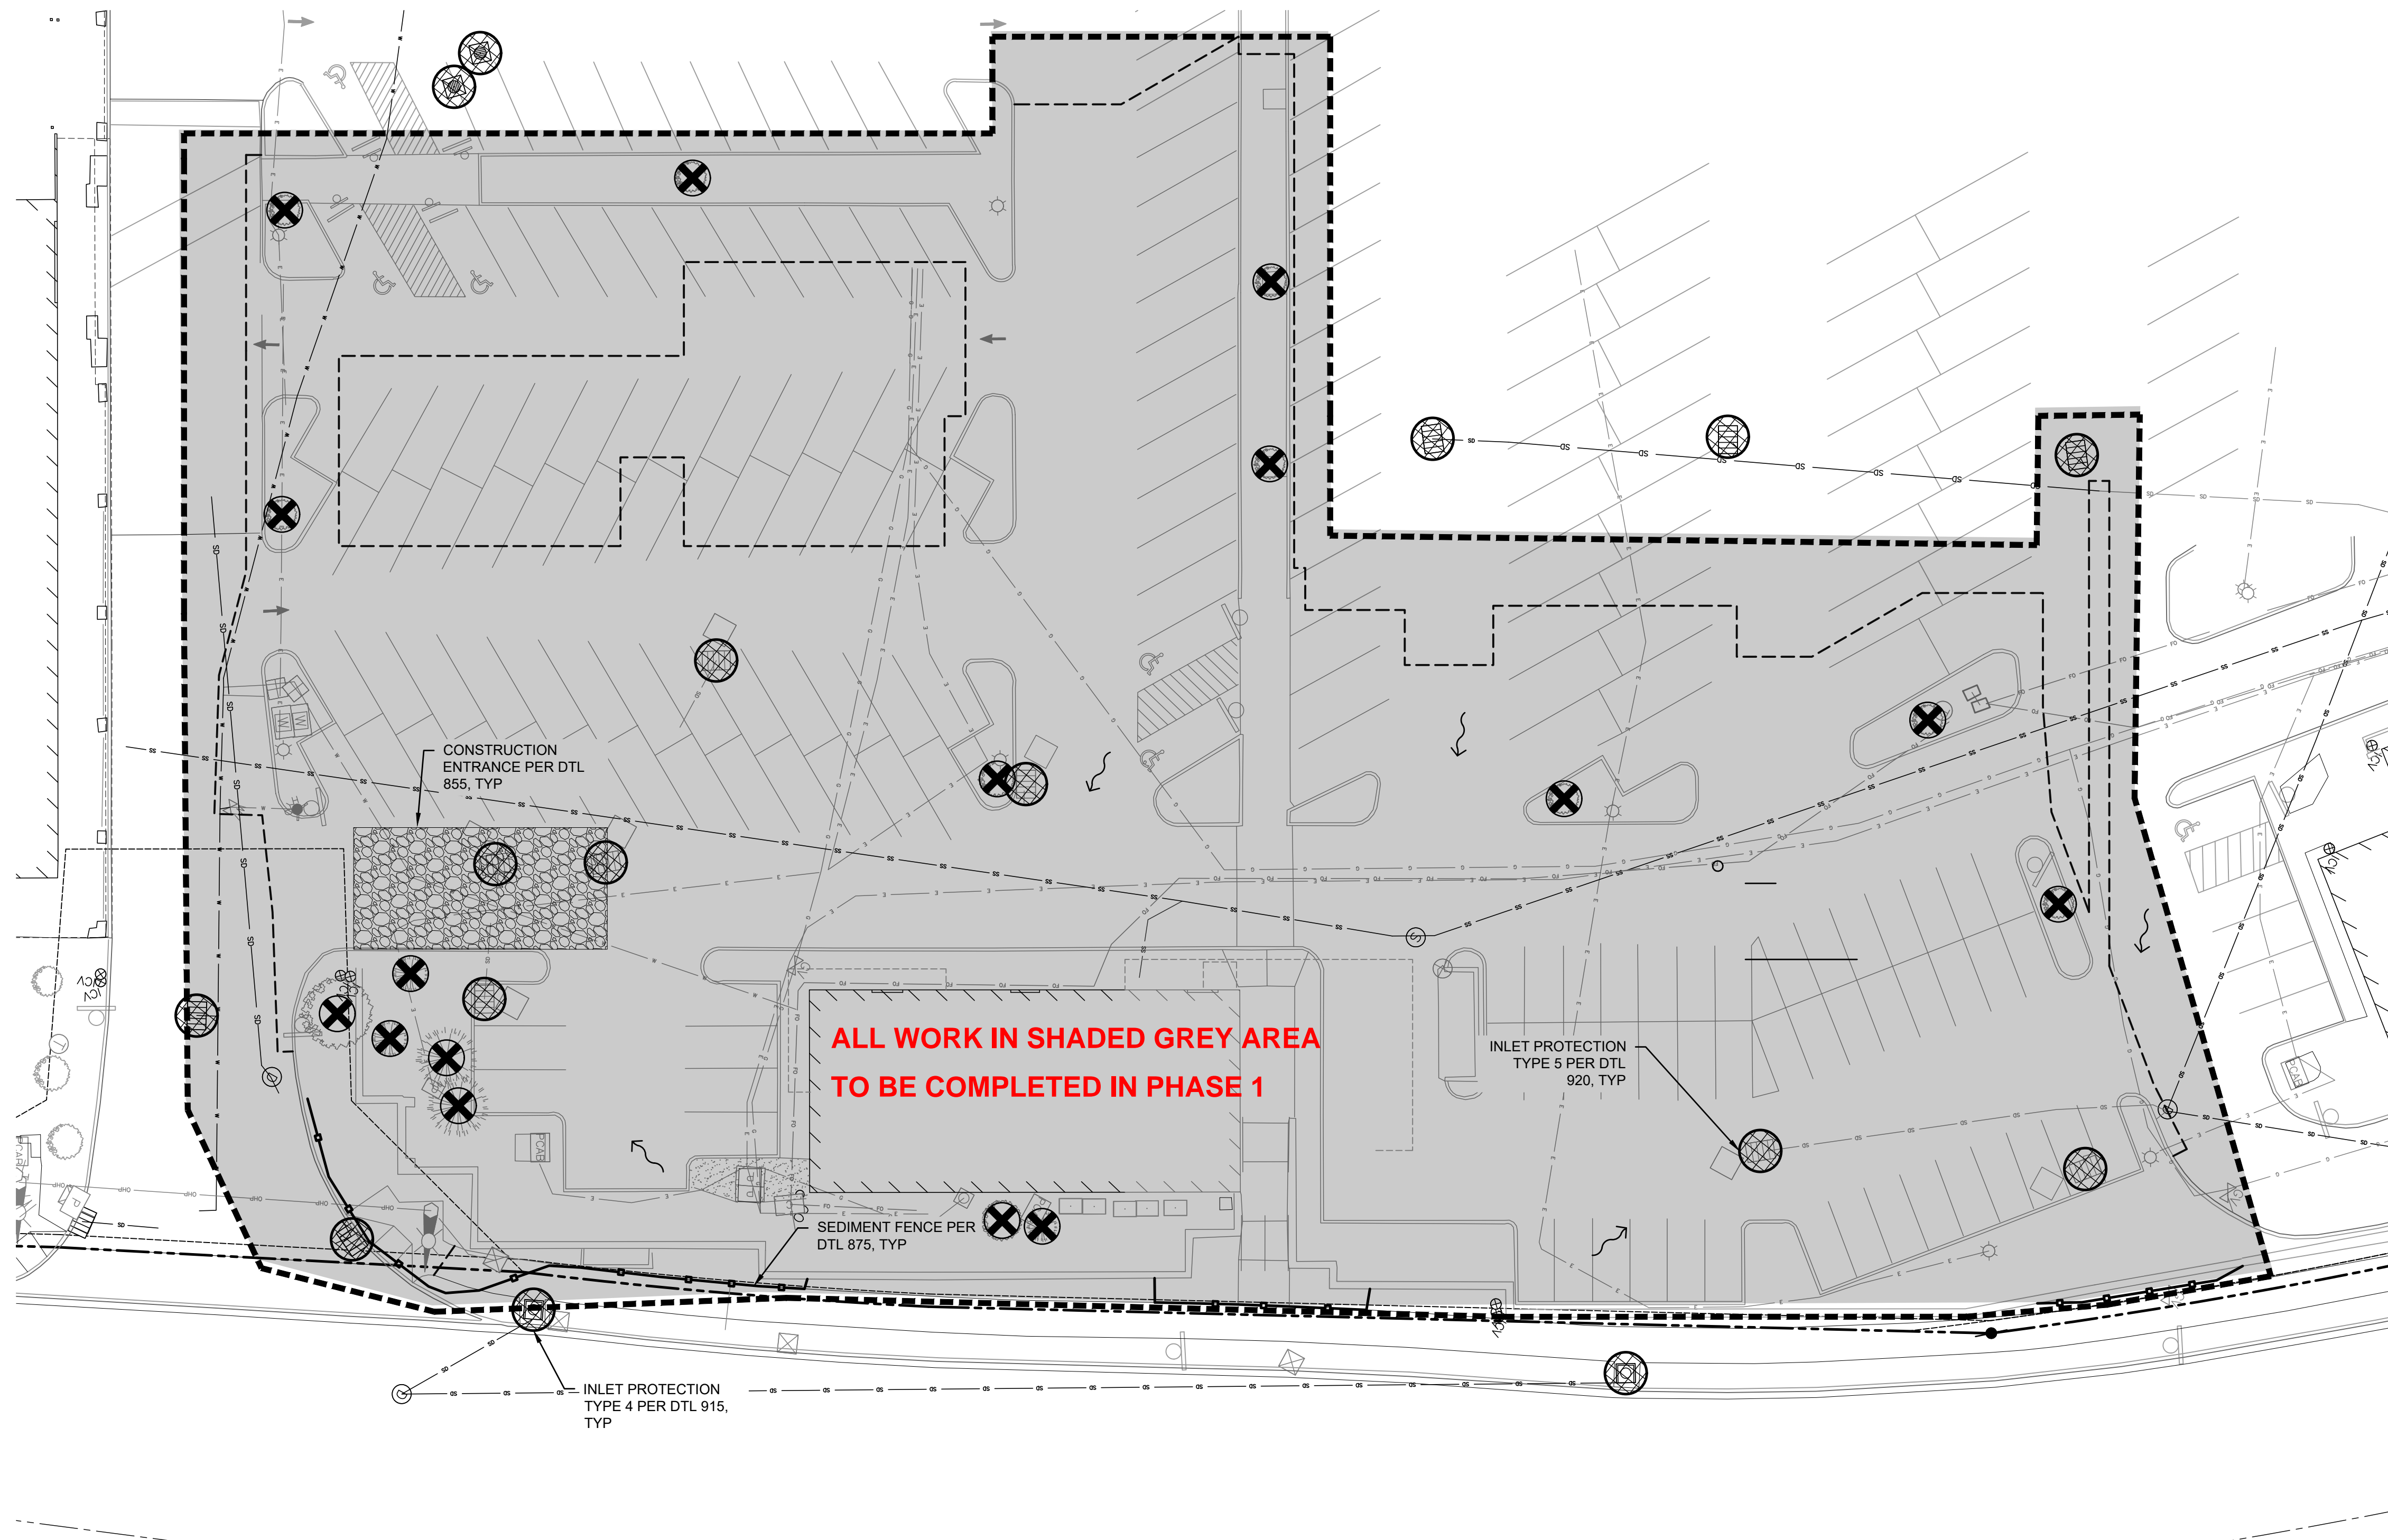 CONSTRUCTION
ENTRANCE PER DTL
855, TYP
ALL WORK IN SHADED GREY AREA
TO BE COMPLETED IN PHASE 1
INLET PROTECTION
TYPE 5 PER DTL
920, TYP
SEDIMENT FENCE PER
DTL 875, TYP
INLET PROTECTION
TYPE 4 PER DTL 915,
TYP